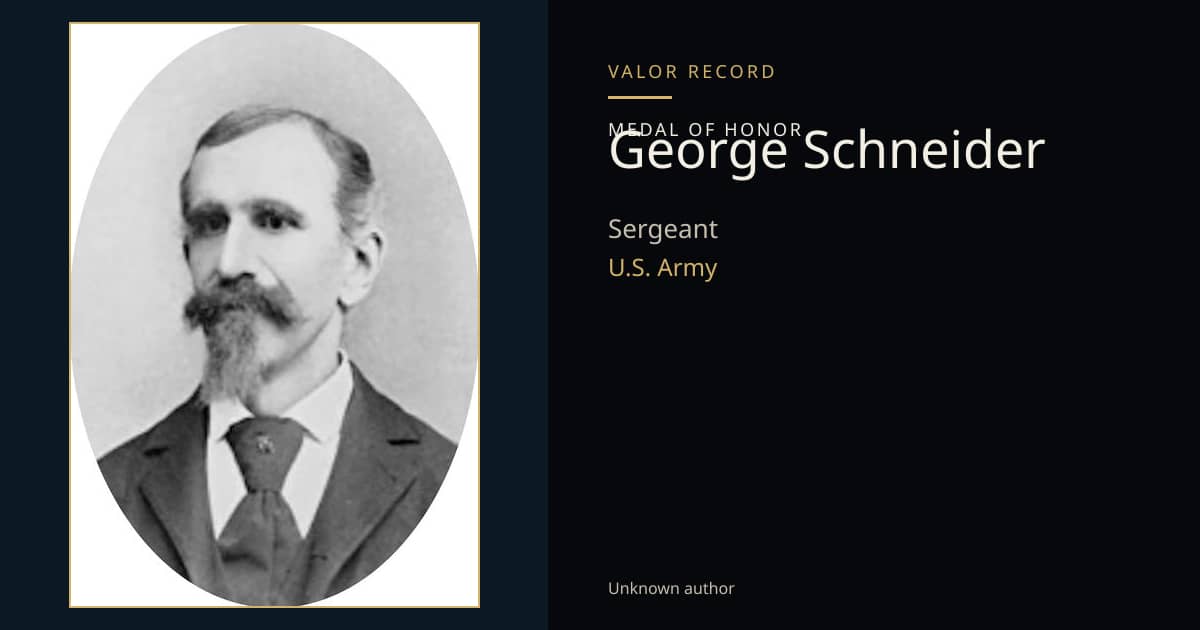 VALOR RECORD
MEDAL OF HONOR
George Schneider
Sergeant
U.S. Army
Unknown author